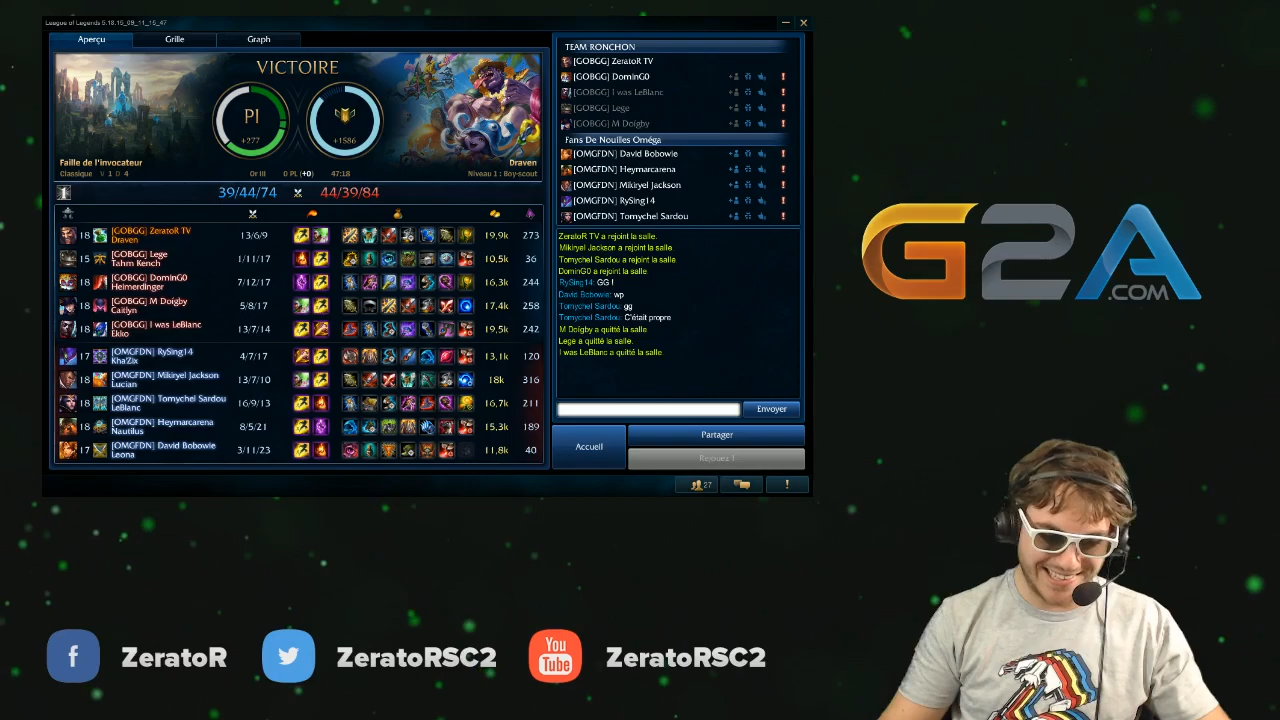 League of Legends 5.18.15_09_11_15_47
Aperçu
Grille
Graph
VICTOIRE
PI
+277
+1586
Faille de l'invocateur
Classique V 1 D 4
Or III
0 PL (+0)
47:18
Draven
Niveau 1 : Boy-scout
39/44/74
44/39/84
18 [GOBGG] ZeratoR TV Draven 13/6/9 19,9k 273
15 [GOBGG] Lege Tahm Kench 1/11/17 10,5k 36
18 [GOBGG] DominG0 Heimerdinger 7/12/17 16,3k 244
18 [GOBGG] M Doígby Caitlyn 5/8/17 17,4k 258
18 [GOBGG] I was LeBlanc Ekko 13/7/14 19,5k 242
17 [OMGFDN] RySing14 Kha'Zix 4/7/17 13,1k 120
18 [OMGFDN] Mikiryel Jackson Lucian 13/7/10 18k 316
18 [OMGFDN] Tomychel Sardou LeBlanc 16/9/13 16,7k 211
18 [OMGFDN] Heymarcarena Nautilus 8/5/21 15,3k 189
17 [OMGFDN] David Bobowie Leona 3/11/23 11,8k 40
TEAM RONCHON
[GOBGG] ZeratoR TV
[GOBGG] DominG0
[GOBGG] I was LeBlanc
[GOBGG] Lege
[GOBGG] M Doígby
Fans De Nouilles Oméga
[OMGFDN] David Bobowie
[OMGFDN] Heymarcarena
[OMGFDN] Mikiryel Jackson
[OMGFDN] RySing14
[OMGFDN] Tomychel Sardou
ZeratoR TV a rejoint la salle.
Mikiryel Jackson a rejoint la salle.
Tomychel Sardou a rejoint la salle.
DominG0 a rejoint la salle.
RySing14: GG !
David Bobowie: wp
Tomychel Sardou: gg
Tomychel Sardou: C'était propre
M Doígby a quitté la salle.
Lege a quitté la salle.
I was LeBlanc a quitté la salle.
Envoyer
Accueil
Partager
Rejouez !
27
G2A
.COM
f ZeratoR
ZeratoRSC2
You Tube ZeratoRSC2